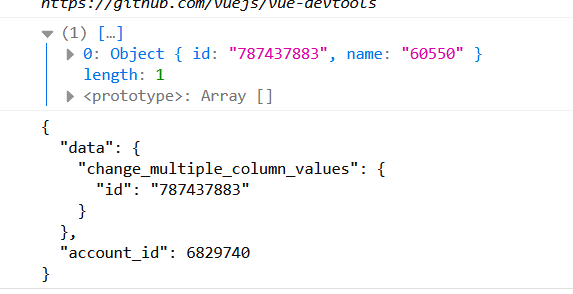 https://github.com/vuejs/vue-devtools
(1) […]
0: Object { id: "787437883", name: "60550" }
length: 1
<prototype>: Array []
{
"data": {
"change_multiple_column_values": {
"id": "787437883"
}
},
"account_id": 6829740
}